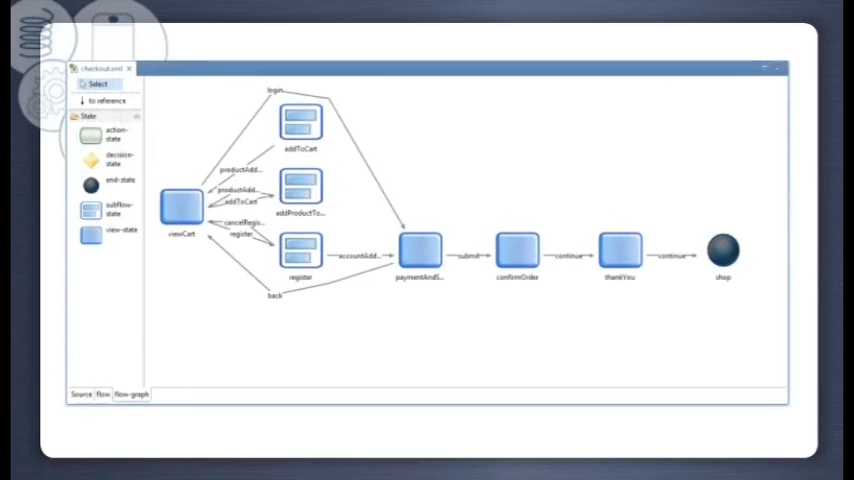 checkout.xml
Select
to reference
State
action-
state
decision-
state
end-state
subflow-
state
view-state
login
addToCart
productAdd...
productAdd...
addToCart
addProductTo...
viewCart
cancelRegis...
register
register
accountAdd...
paymentAndS...
submit
confirmOrder
continue
thankYou
continue
shop
back
Source
flow
flow-graph